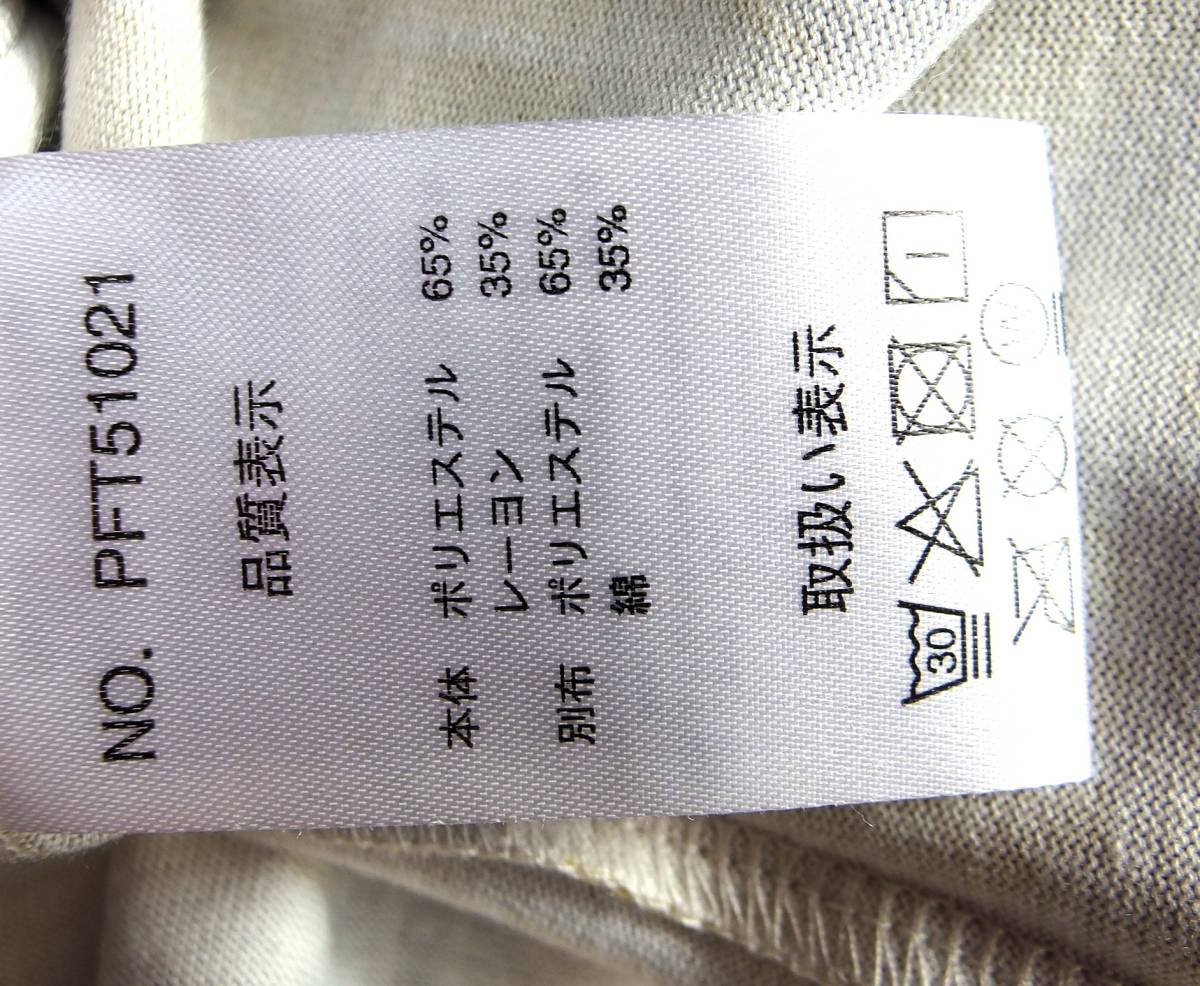 NO. PFT51021
品質表示
本体 ポリエステル 65%
レーヨン 35%
別布 ポリエステル 65%
綿 35%
取扱い表示
30
W